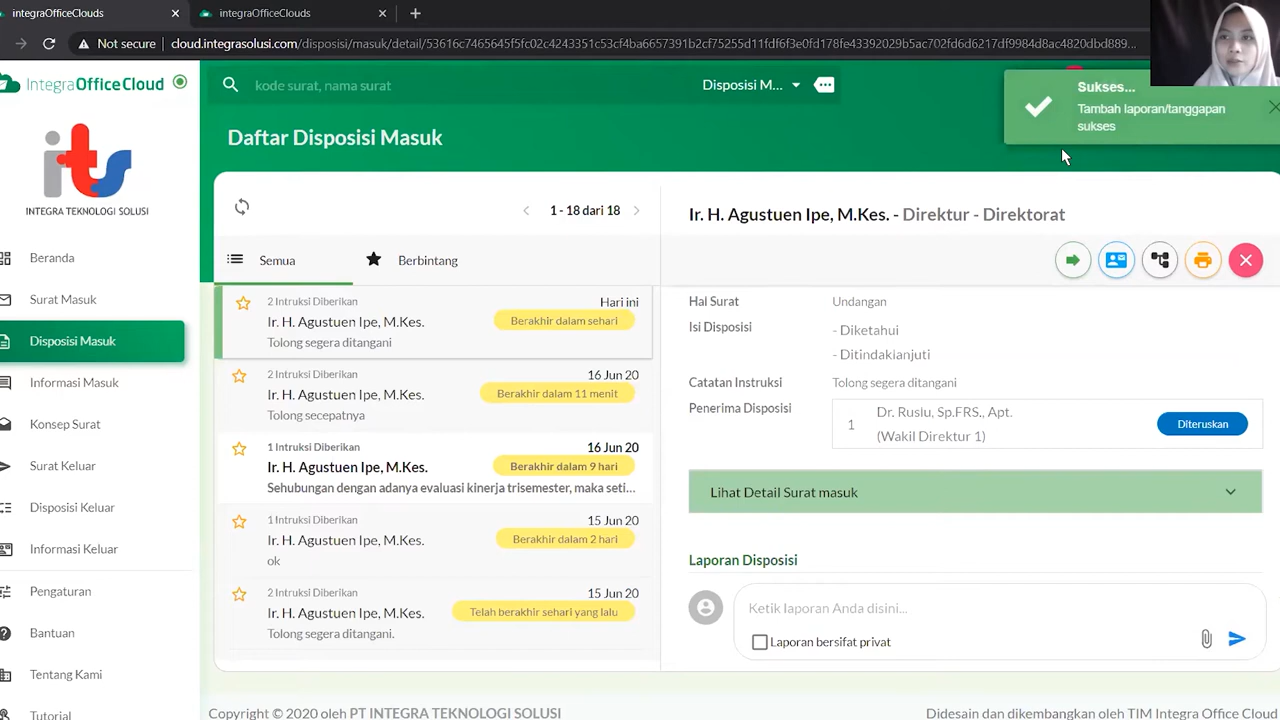 integraOfficeClouds
integraOfficeClouds
Not secure
cloud.integrasolusi.com/disposisi/masuk/detail/53616c7465645f5fc02c4243351c53cf4ba6657391b2cf75255d11fdf6f3e0fd178fe43392029b5ac702fd6d6217df9984d8ac4820dbd889...
IntegraOfficeCloud
kode surat, nama surat
Disposisi M...
Sukses...
Tambah laporan/tanggapan
sukses
its
INTEGRA TEKNOLOGI SOLUSI
Beranda
Surat Masuk
Disposisi Masuk
Informasi Masuk
Konsep Surat
Surat Keluar
Disposisi Keluar
Informasi Keluar
Pengaturan
Bantuan
Tentang Kami
Tutorial
Daftar Disposisi Masuk
1 - 18 dari 18
Semua
Berbintang
2 Intruksi Diberikan
Hari ini
Ir. H. Agustuen Ipe, M.Kes.
Berakhir dalam sehari
Tolong segera ditangani
2 Intruksi Diberikan
16 Jun 20
Ir. H. Agustuen Ipe, M.Kes.
Berakhir dalam 11 menit
Tolong secepatnya
1 Intruksi Diberikan
16 Jun 20
Ir. H. Agustuen Ipe, M.Kes.
Berakhir dalam 9 hari
Sehubungan dengan adanya evaluasi kinerja trisemester, maka seti...
1 Intruksi Diberikan
15 Jun 20
Ir. H. Agustuen Ipe, M.Kes.
Berakhir dalam 2 hari
ok
2 Intruksi Diberikan
15 Jun 20
Ir. H. Agustuen Ipe, M.Kes.
Telah berakhir sehari yang lalu
Tolong segera ditangani.
Ir. H. Agustuen Ipe, M.Kes. - Direktur - Direktorat
Hal Surat
Undangan
Isi Disposisi
- Diketahui
- Ditindakianjuti
Catatan Instruksi
Tolong segera ditangani
Penerima Disposisi
1
Dr. Rusiu, Sp.FRS., Apt.
(Wakil Direktur 1)
Diteruskan
Lihat Detail Surat masuk
Laporan Disposisi
Ketik laporan Anda disini...
Laporan bersifat privat
Copyright © 2020 oleh PT INTEGRA TEKNOLOGI SOLUSI
Didesain dan dikembangkan oleh TIM Integra Office Cloud